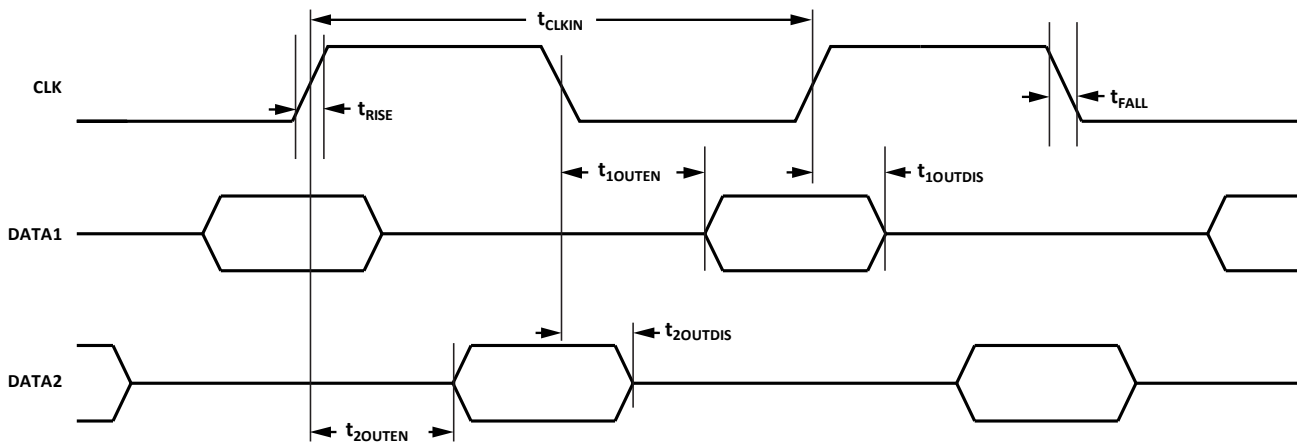 tCLKIN
CLK
tRISE
tFALL
t1OUTEN
t1OUTDIS
DATA1
t2OUTDIS
DATA2
t2OUTEN